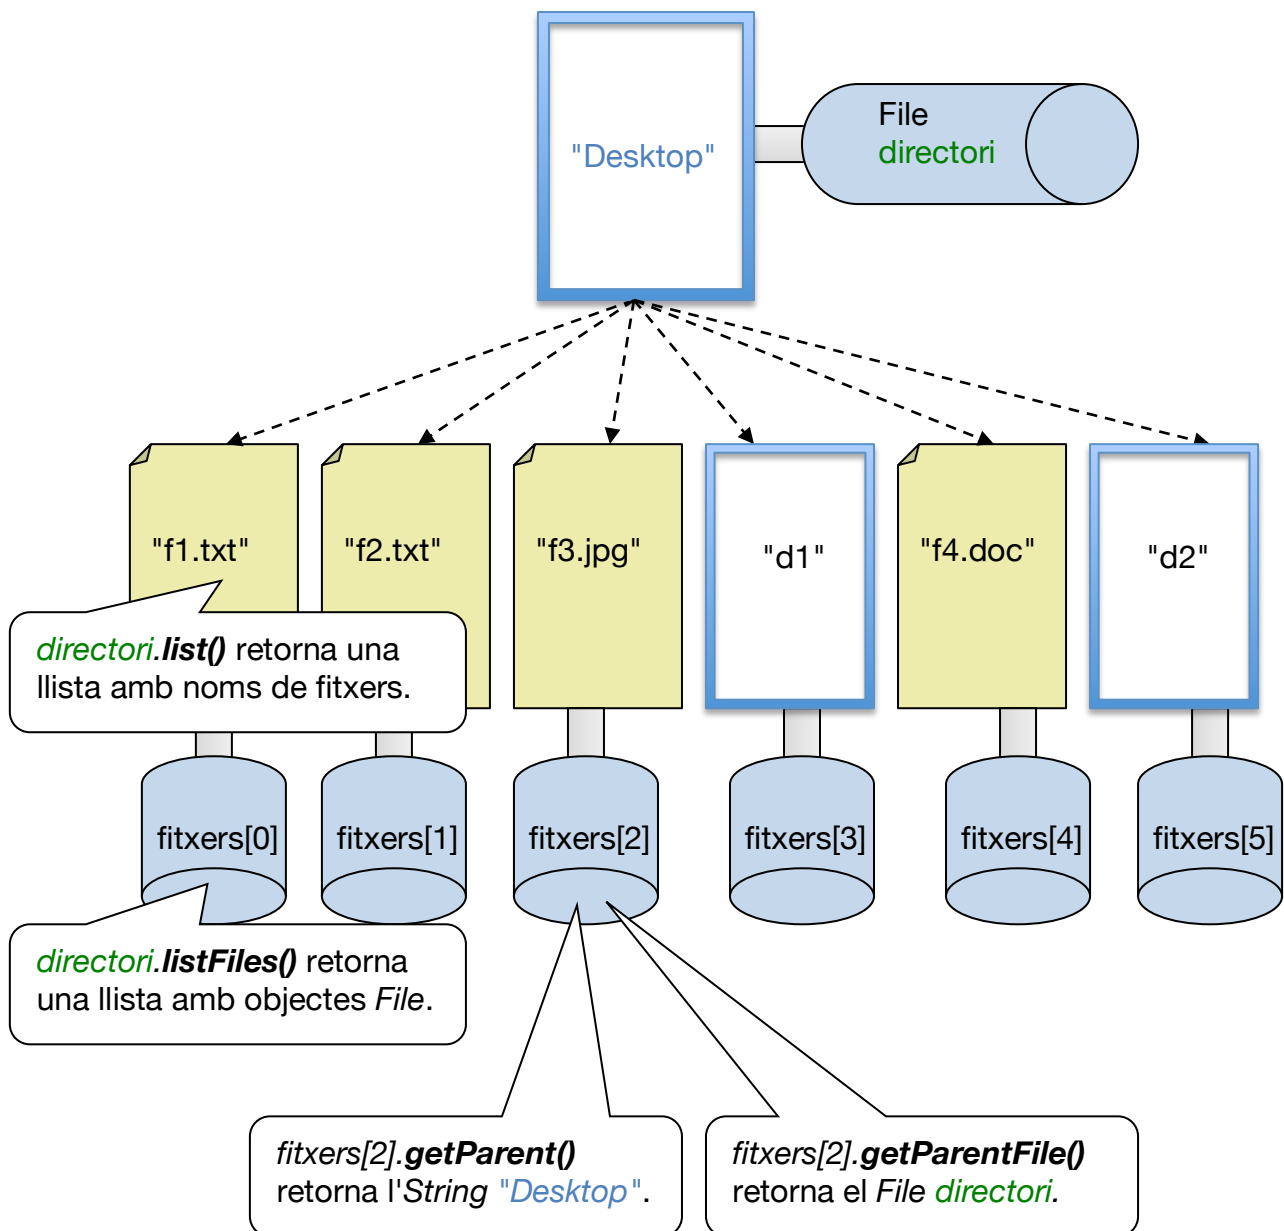 "Desktop"
File
directori
"f1.txt"
"f2.txt"
"f3.jpg"
"d1"
"f4.doc"
"d2"
directori.list() retorna una
llista amb noms de fitxers.
fitxers[0]
fitxers[1]
fitxers[2]
fitxers[3]
fitxers[4]
fitxers[5]
directori.listFiles() retorna
una llista amb objectes File.
fitxers[2].getParent()
retorna l'String "Desktop".
fitxers[2].getParentFile()
retorna el File directori.